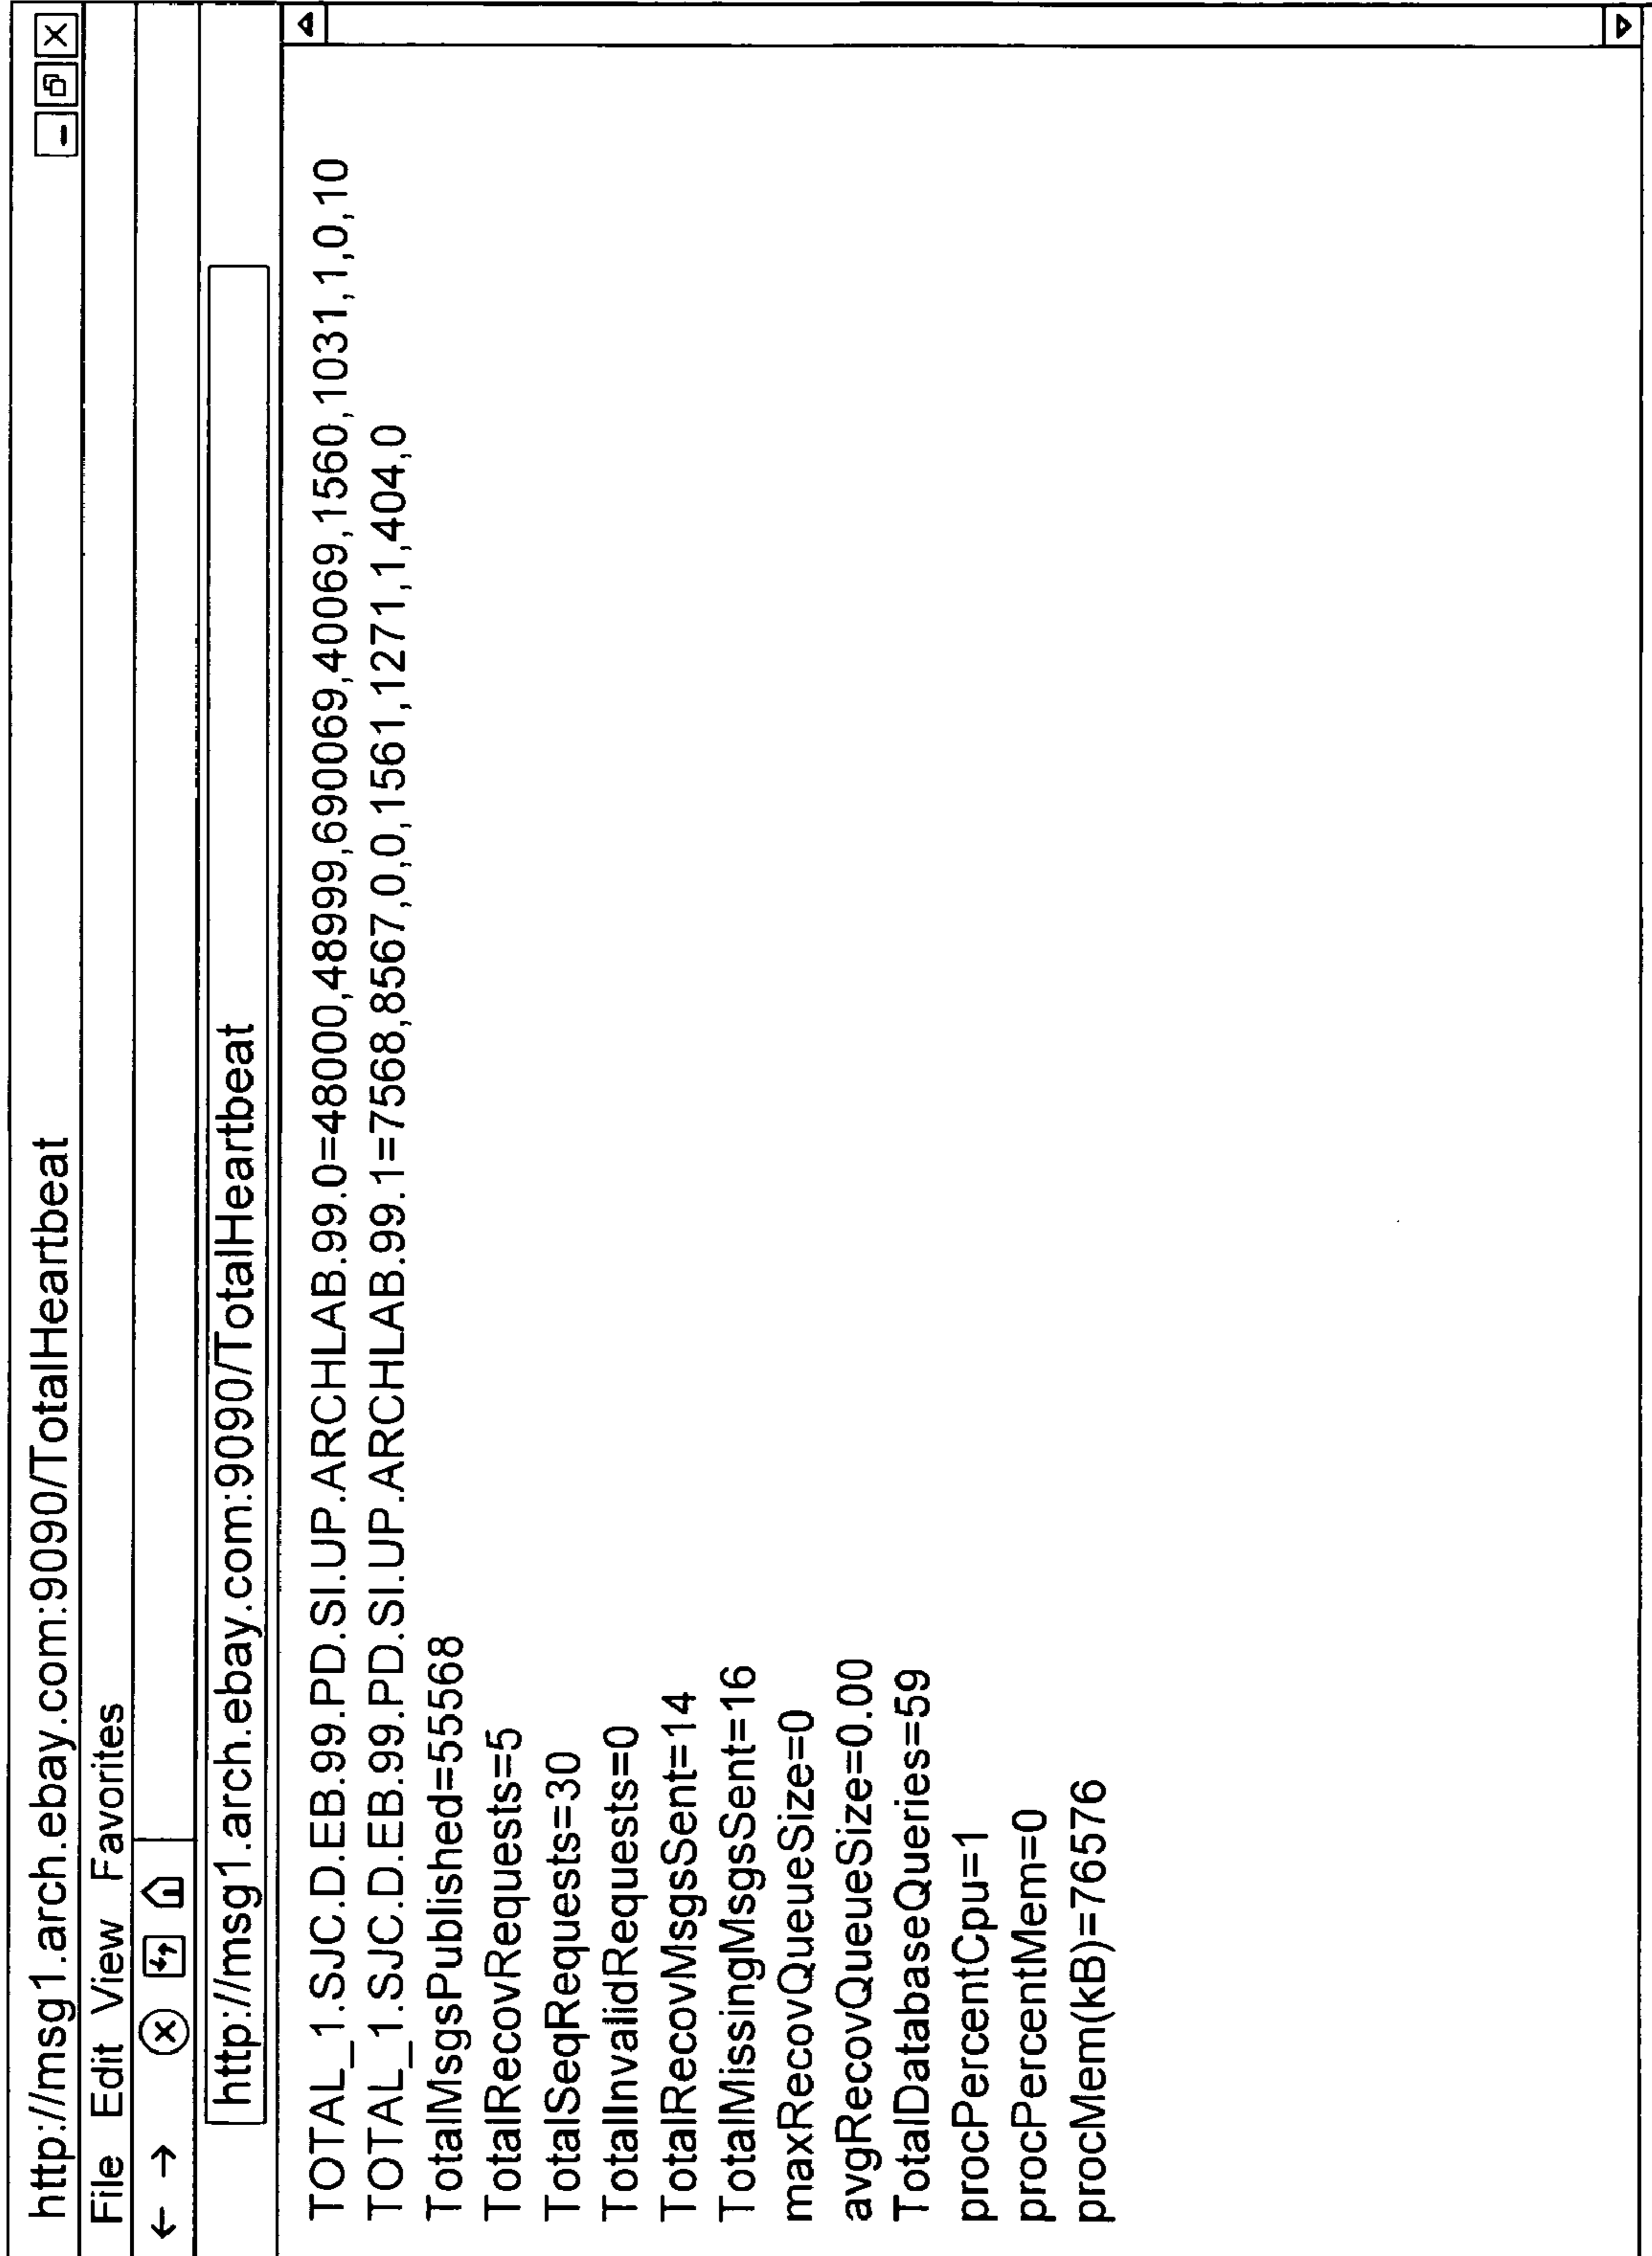 http://msg1.arch.ebay.com:9090/TotalHeartbeat
File Edit View Favorites
http://msg1.arch.ebay.com:9090/TotalHeartbeat
TOTAL_1.SJC.D.EB.99.PD.SI.UP.ARCHLAB.99.0=48000,48999,690069,40069,1560,1031,1,0,10
TOTAL_1.SJC.D.EB.99.PD.SI.UP.ARCHLAB.99.1=7568,8567,0,0,1561,1271,1,404,0
TotalMsgsPublished=55568
TotalRecovRequests=5
TotalSeqRequests=30
TotalInvalidRequests=0
TotalRecovMsgsSent=14
TotalMissingMsgsSent=16
maxRecovQueueSize=0
avgRecovQueueSize=0.00
TotalDatabaseQueries=59
procPercentCpu=1
procPercentMem=0
procMem(kB)=76576